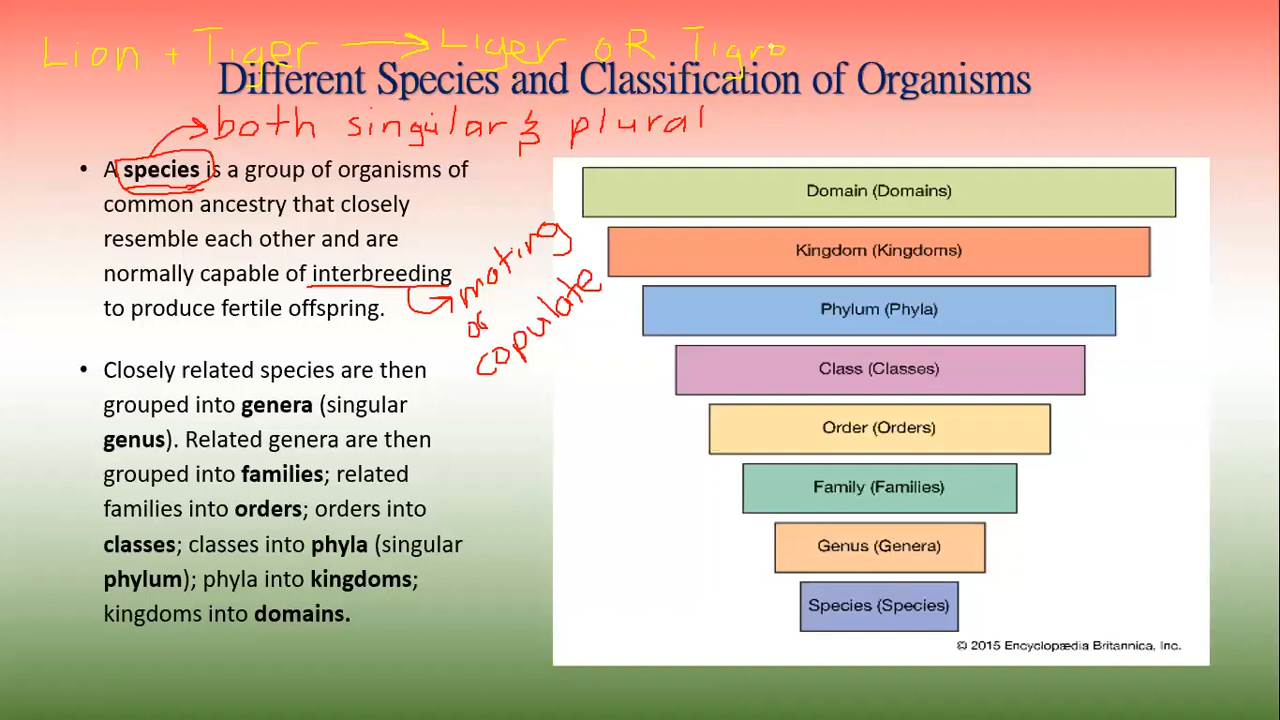 Lion + Tiger → Liger OR Tigro
Different Species and Classification of Organisms
both singular & plural
• A species is a group of organisms of
common ancestry that closely
resemble each other and are
normally capable of interbreeding
to produce fertile offspring.
mating
or
copulate
• Closely related species are then
grouped into genera (singular
genus). Related genera are then
grouped into families; related
families into orders; orders into
classes; classes into phyla (singular
phylum); phyla into kingdoms;
kingdoms into domains.
Domain (Domains)
Kingdom (Kingdoms)
Phylum (Phyla)
Class (Classes)
Order (Orders)
Family (Families)
Genus (Genera)
Species (Species)
© 2015 Encyclopædia Britannica, Inc.